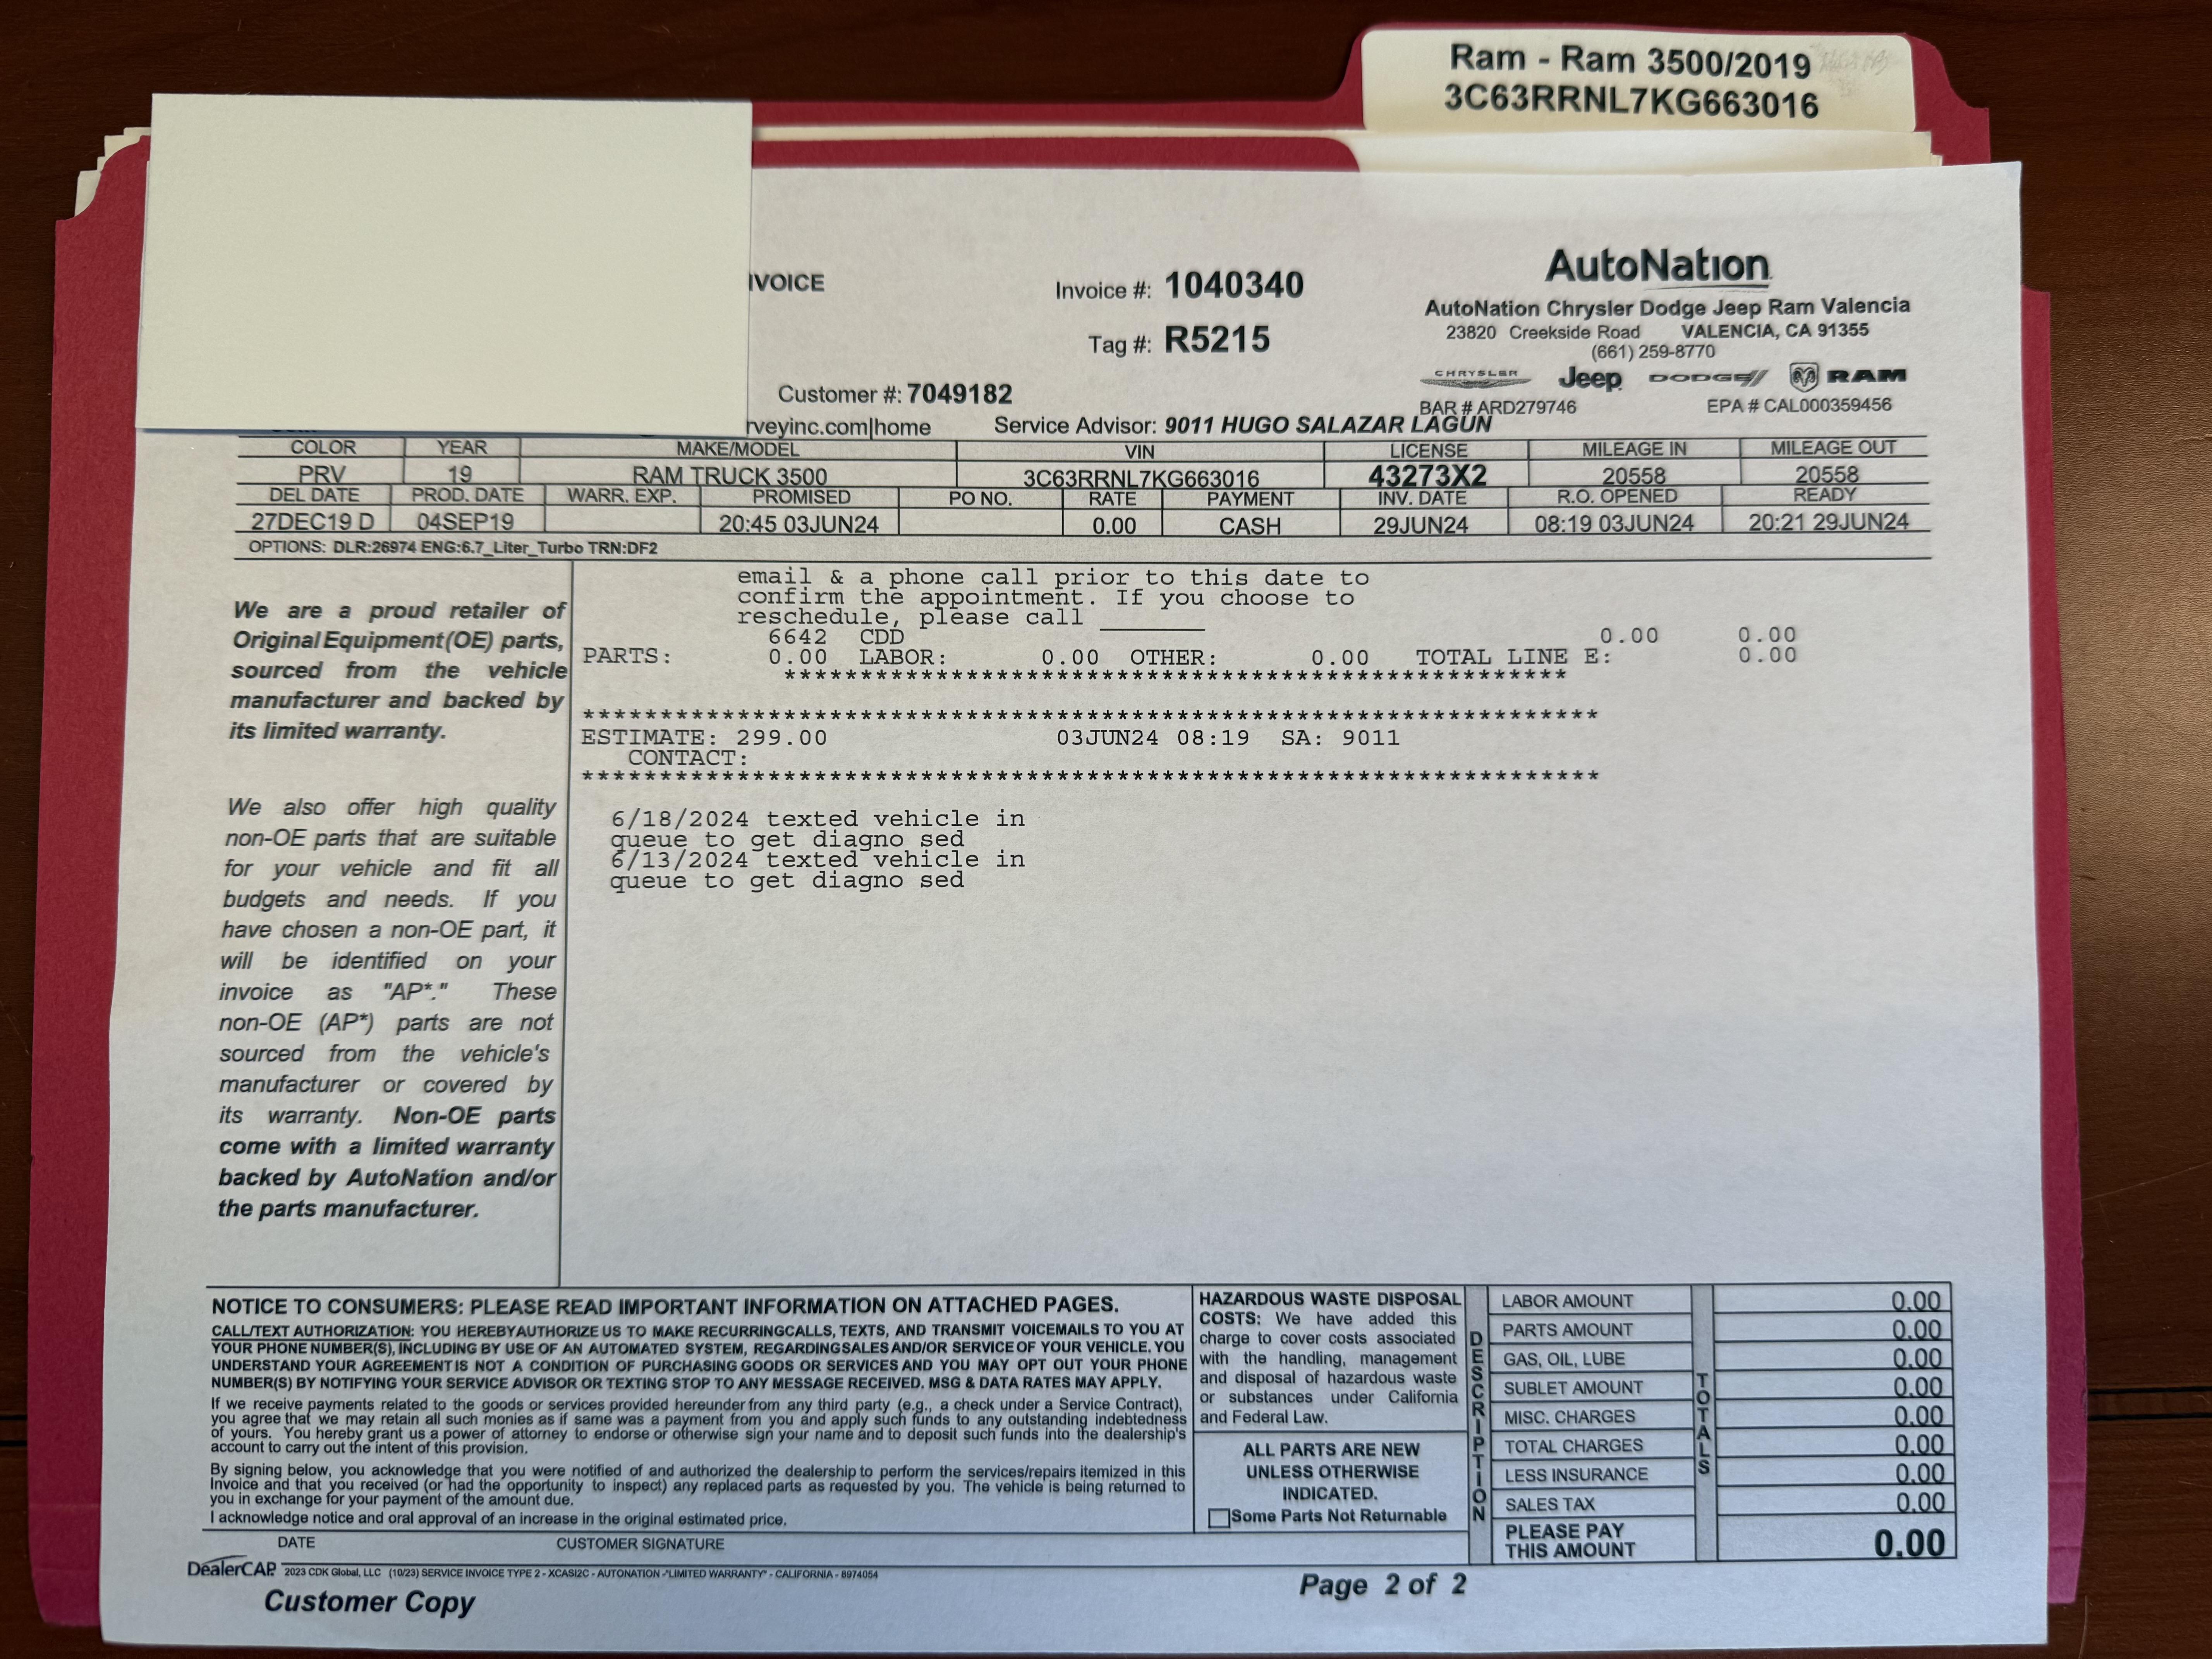 Ram - Ram 3500/2019
3C63RRNL7KG663016
IVOICE
Invoice #: 1040340
Tag #: R5215
AutoNation
AutoNation Chrysler Dodge Jeep Ram Valencia
23820 Creekside Road VALENCIA, CA 91355
(661) 259-8770
CHRYSLER Jeep DODGE RAM
Customer #: 7049182
BAR # ARD279746 EPA # CAL000359456
rveyinc.com|home Service Advisor: 9011 HUGO SALAZAR LAGUN
COLOR YEAR MAKE/MODEL VIN LICENSE MILEAGE IN MILEAGE OUT
PRV 19 RAM TRUCK 3500 3C63RRNL7KG663016 43273X2 20558 20558
DEL DATE PROD. DATE WARR. EXP. PROMISED PO NO. RATE PAYMENT INV. DATE R.O. OPENED READY
27DEC19 D 04SEP19 20:45 03JUN24 0.00 CASH 29JUN24 08:19 03JUN24 20:21 29JUN24
OPTIONS: DLR:26974 ENG:6.7_Liter_Turbo TRN:DF2
We are a proud retailer of
Original Equipment(OE) parts,
sourced from the vehicle
manufacturer and backed by
its limited warranty.
We also offer high quality
non-OE parts that are suitable
for your vehicle and fit all
budgets and needs. If you
have chosen a non-OE part, it
will be identified on your
invoice as "AP*." These
non-OE (AP*) parts are not
sourced from the vehicle's
manufacturer or covered by
its warranty. Non-OE parts
come with a limited warranty
backed by AutoNation and/or
the parts manufacturer.
email & a phone call prior to this date to
confirm the appointment. If you choose to
reschedule, please call ________
6642 CDD 0.00 0.00
PARTS: 0.00 LABOR: 0.00 OTHER: 0.00 TOTAL LINE E: 0.00
**************************************************
*****************************************************************
ESTIMATE: 299.00 03JUN24 08:19 SA: 9011
CONTACT:
*****************************************************************
6/18/2024 texted vehicle in
queue to get diagno sed
6/13/2024 texted vehicle in
queue to get diagno sed
NOTICE TO CONSUMERS: PLEASE READ IMPORTANT INFORMATION ON ATTACHED PAGES.
CALL/TEXT AUTHORIZATION: YOU HEREBY AUTHORIZE US TO MAKE RECURRING CALLS, TEXTS, AND TRANSMIT VOICEMAILS TO YOU AT
YOUR PHONE NUMBER(S), INCLUDING BY USE OF AN AUTOMATED SYSTEM, REGARDING SALES AND/OR SERVICE OF YOUR VEHICLE. YOU
UNDERSTAND YOUR AGREEMENT IS NOT A CONDITION OF PURCHASING GOODS OR SERVICES AND YOU MAY OPT OUT YOUR PHONE
NUMBER(S) BY NOTIFYING YOUR SERVICE ADVISOR OR TEXTING STOP TO ANY MESSAGE RECEIVED. MSG & DATA RATES MAY APPLY.
If we receive payments related to the goods or services provided hereunder from any third party (e.g., a check under a Service Contract),
you agree that we may retain all such monies as if same was a payment from you and apply such funds to any outstanding indebtedness
of yours. You hereby grant us a power of attorney to endorse or otherwise sign your name and to deposit such funds into the dealership's
account to carry out the intent of this provision.
By signing below, you acknowledge that you were notified of and authorized the dealership to perform the services/repairs itemized in this
Invoice and that you received (or had the opportunity to inspect) any replaced parts as requested by you. The vehicle is being returned to
you in exchange for your payment of the amount due.
I acknowledge notice and oral approval of an increase in the original estimated price.
DATE CUSTOMER SIGNATURE
HAZARDOUS WASTE DISPOSAL
COSTS: We have added this
charge to cover costs associated
with the handling, management
and disposal of hazardous waste
or substances under California
and Federal Law.
ALL PARTS ARE NEW
UNLESS OTHERWISE
INDICATED.
Some Parts Not Returnable
DESCRIPTION
TOTALS
LABOR AMOUNT 0.00
PARTS AMOUNT 0.00
GAS, OIL, LUBE 0.00
SUBLET AMOUNT 0.00
MISC. CHARGES 0.00
TOTAL CHARGES 0.00
LESS INSURANCE 0.00
SALES TAX 0.00
PLEASE PAY
THIS AMOUNT 0.00
DealerCAP 2023 CDK Global, LLC (10/23) SERVICE INVOICE TYPE 2 - XCASI2C - AUTONATION -"LIMITED WARRANTY" - CALIFORNIA - 8974054
Customer Copy
Page 2 of 2